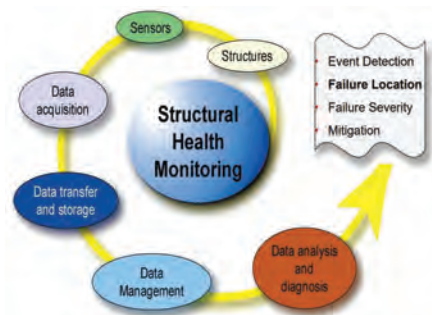 Structural
Health
Monitoring
Structures
Sensors
Data
acquisition
Data transfer
and storage
Data
Management
Data analysis
and
diagnosis
Event Detection
Failure Location
Failure Severity
Mitigation